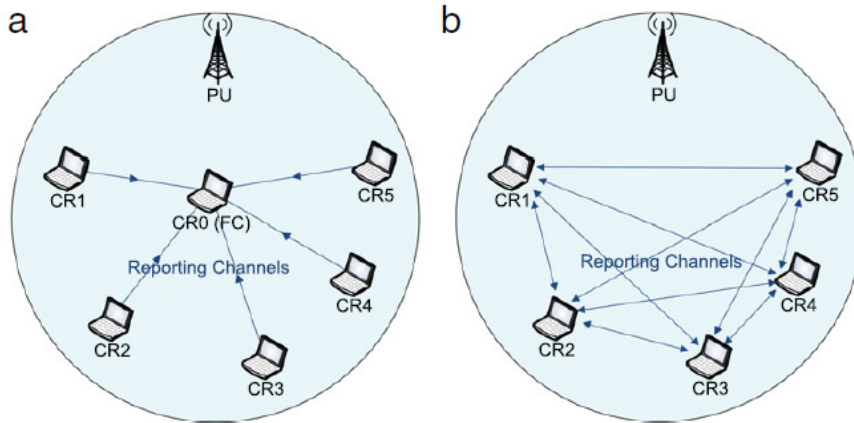 a
PU
CR1
CR5
CR0 (FC)
Reporting Channels
CR4
CR2
CR3
b
PU
CR1
CR5
Reporting Channels
CR4
CR2
CR3